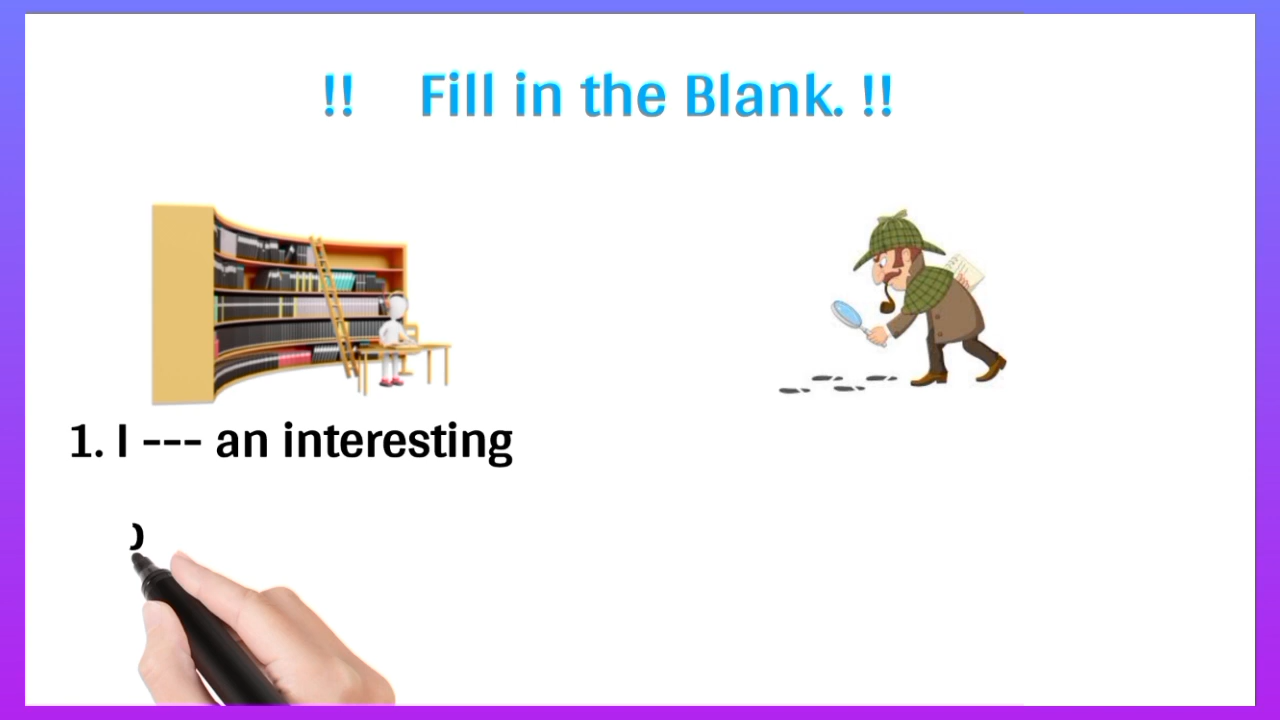 !! Fill in the Blank. !!
1. I --- an interesting